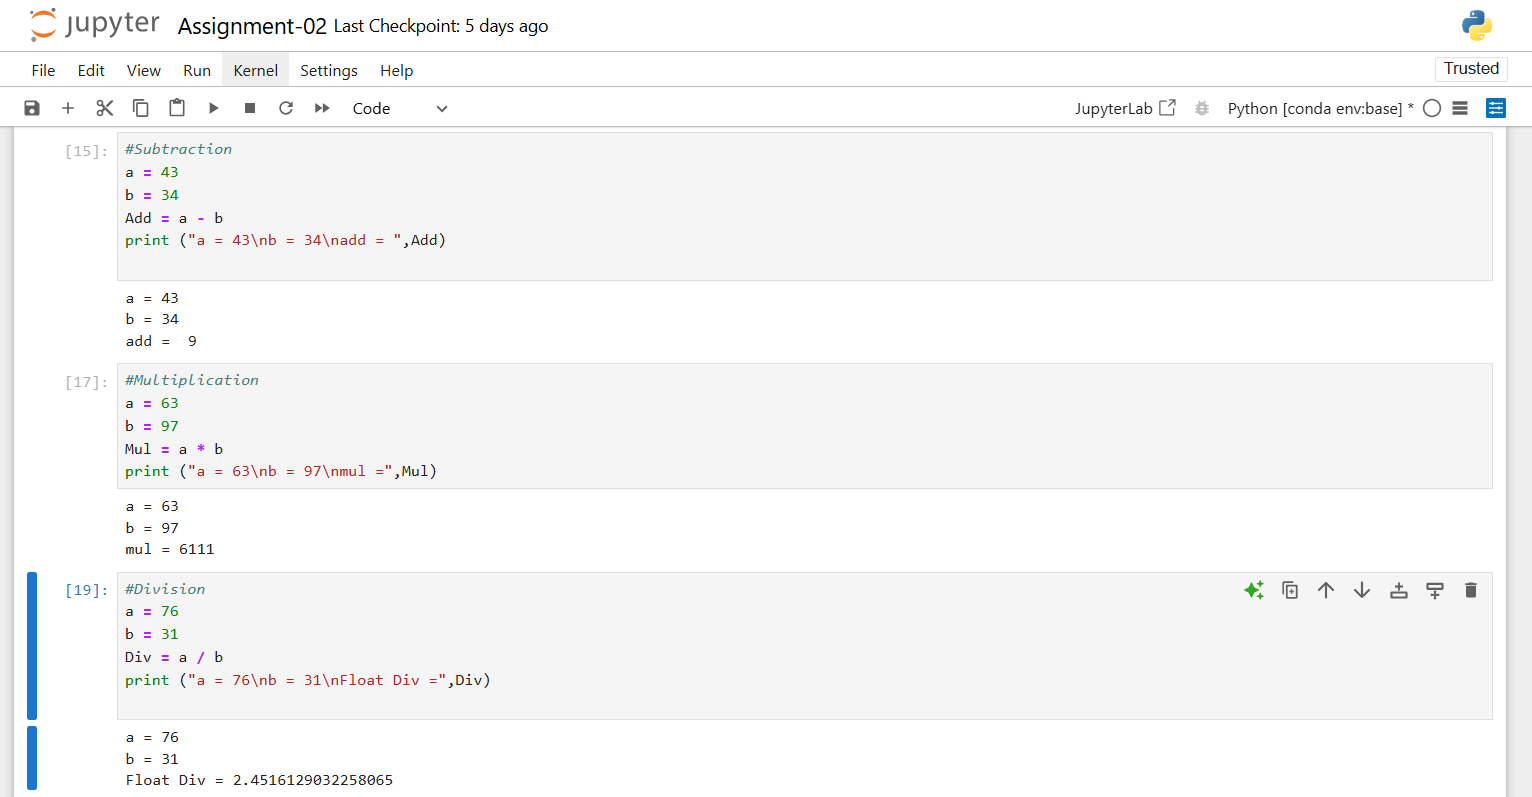 jupyter Assignment-02 Last Checkpoint: 5 days ago
File Edit View Run Kernel Settings Help Trusted
Code JupyterLab Python [conda env:base] *
[15]: #Subtraction
a = 43
b = 34
Add = a - b
print ("a = 43\nb = 34\nadd = ",Add)
a = 43
b = 34
add =  9
[17]: #Multiplication
a = 63
b = 97
Mul = a * b
print ("a = 63\nb = 97\nmul =",Mul)
a = 63
b = 97
mul = 6111
[19]: #Division
a = 76
b = 31
Div = a / b
print ("a = 76\nb = 31\nFloat Div =",Div)
a = 76
b = 31
Float Div = 2.4516129032258065